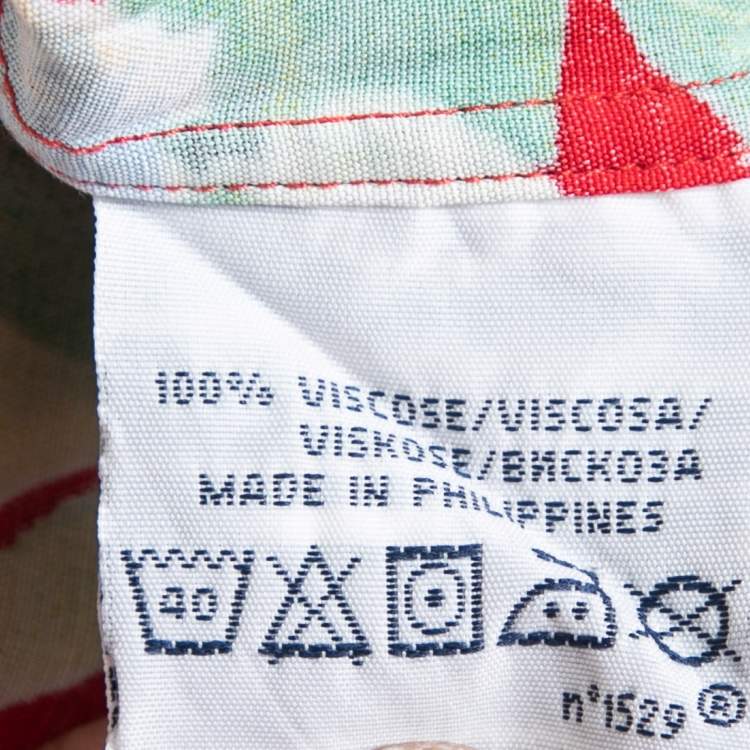 100% VISCOSE/VISCOSA/
VISKOSE/ВИСКОЗА
MADE IN PHILIPPINES
40
n°1529 ®